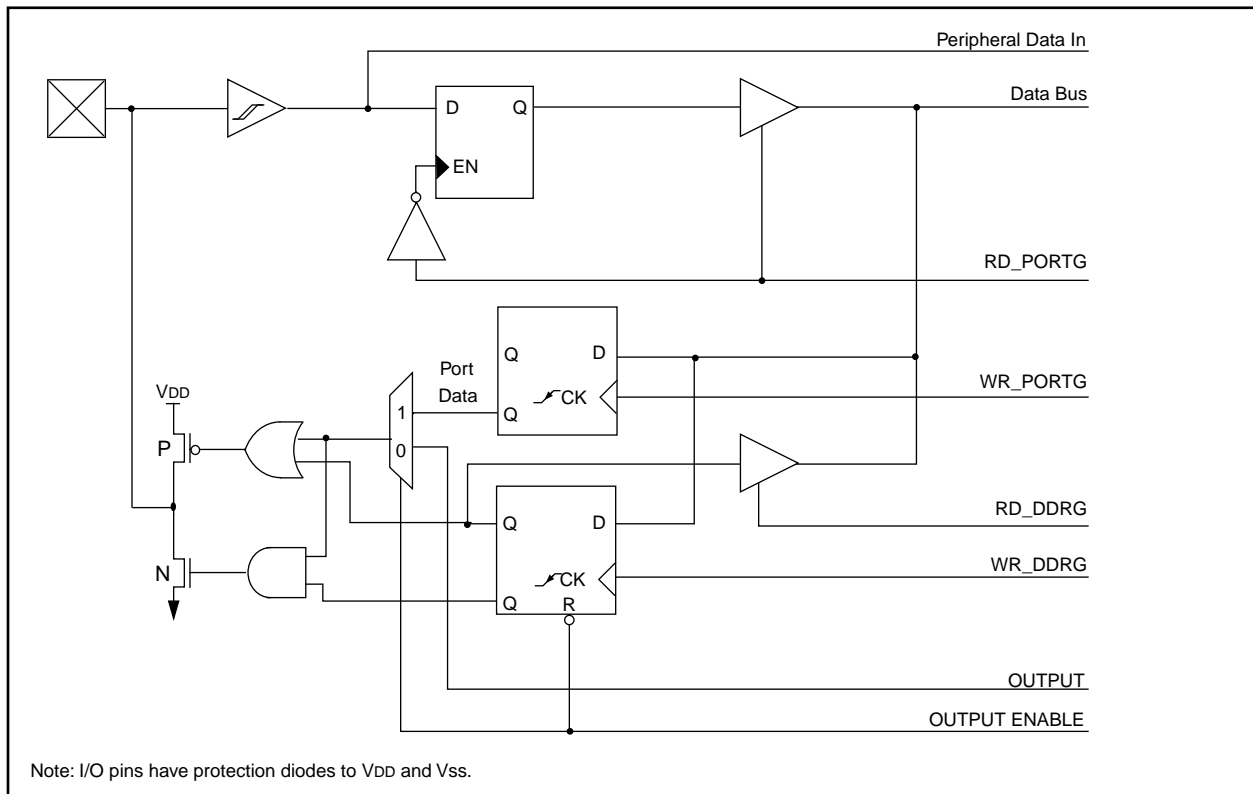 Peripheral Data In
D
Q
Data Bus
EN
RD_PORTG
Q
D
Port
Data
WR_PORTG
VDD
1
CK
Q
P
0
RD_DDRG
Q
D
N
CK
WR_DDRG
Q
R
OUTPUT
OUTPUT ENABLE
Note: I/O pins have protection diodes to VDD and Vss.